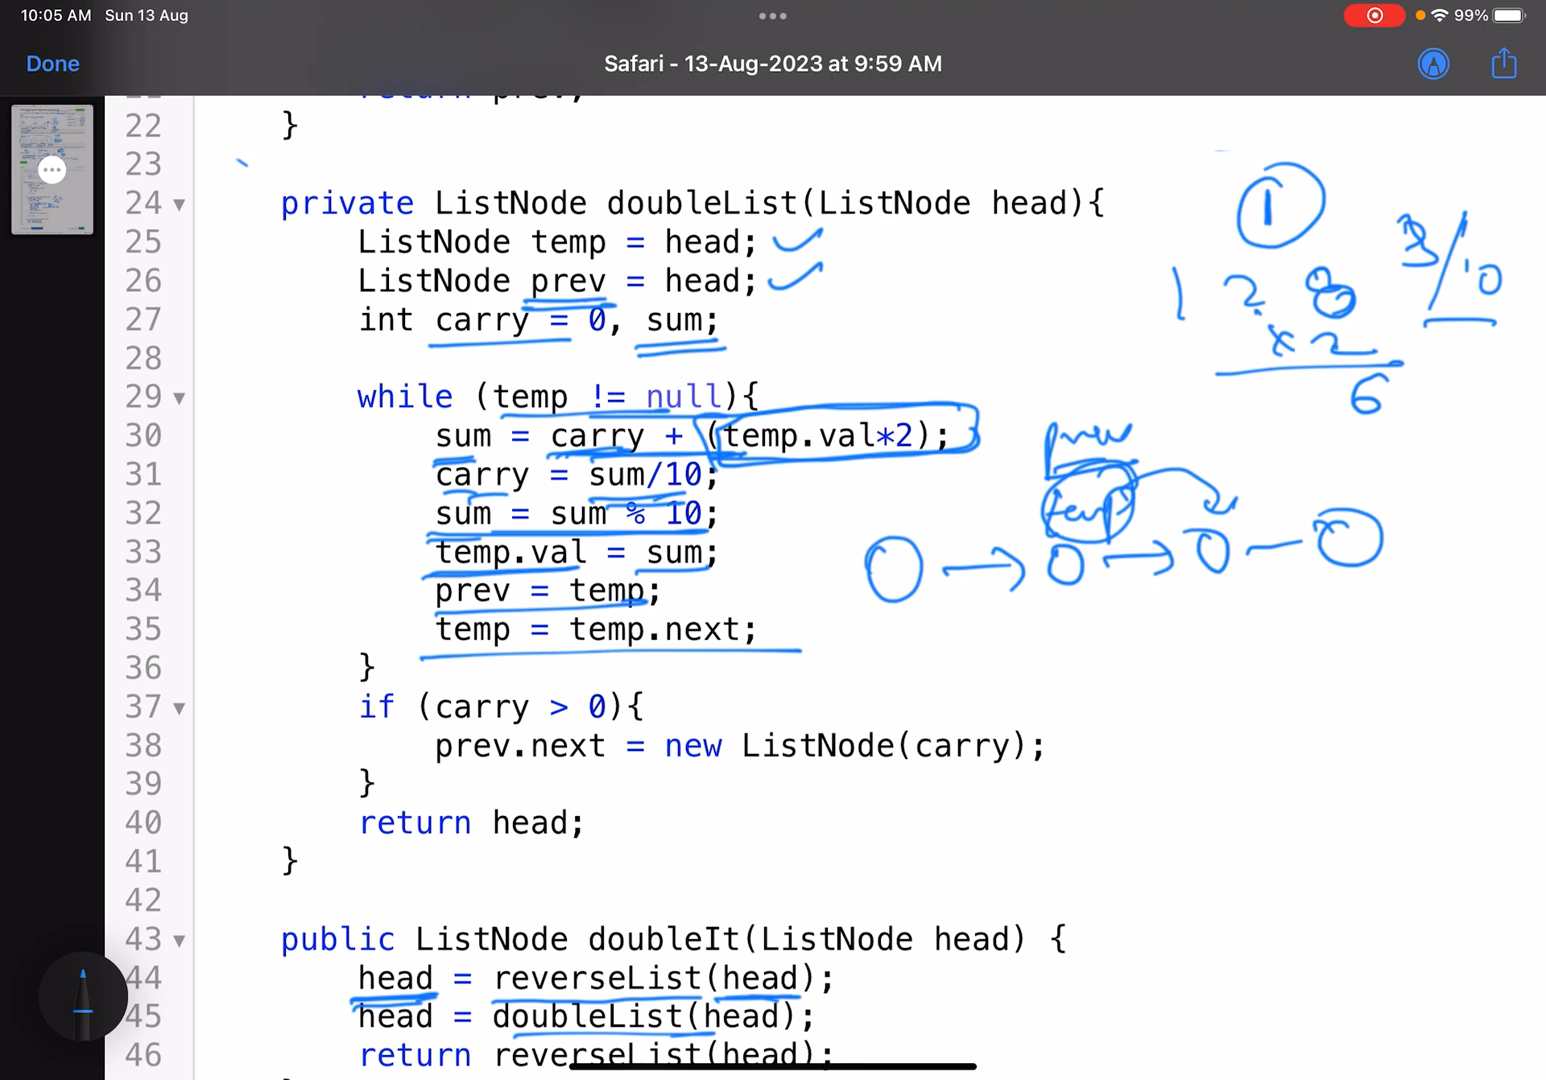 10:05 AM Sun 13 Aug
99%
Done
Safari - 13-Aug-2023 at 9:59 AM
return prev;
22 }
23
24 private ListNode doubleList(ListNode head){
25 ListNode temp = head;
26 ListNode prev = head;
27 int carry = 0, sum;
28
29 while (temp != null){
30 sum = carry + (temp.val*2);
31 carry = sum/10;
32 sum = sum % 10;
33 temp.val = sum;
34 prev = temp;
35 temp = temp.next;
36 }
37 if (carry > 0){
38 prev.next = new ListNode(carry);
39 }
40 return head;
41 }
42
43 public ListNode doubleIt(ListNode head) {
44 head = reverseList(head);
45 head = doubleList(head);
46 return reverseList(head);
1
1 2 8
x 2
6
10
prev
temp